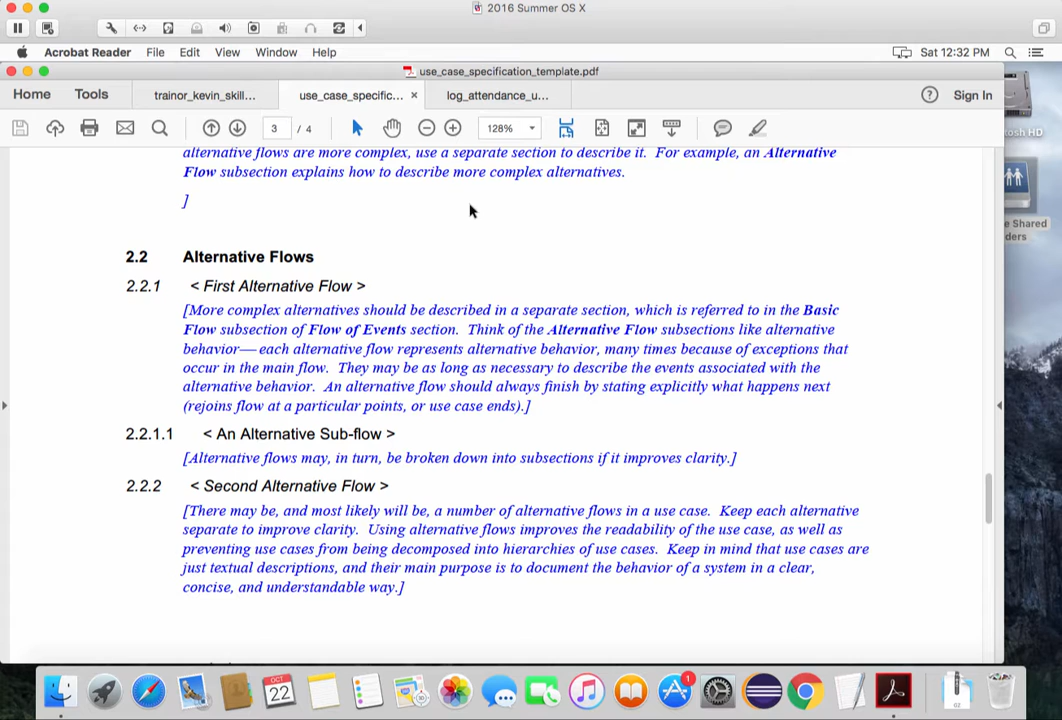 2016 Summer OS X
Acrobat Reader File Edit View Window Help Sat 12:32 PM
use_case_specification_template.pdf
Home Tools trainor_kevin_skill... use_case_specific... × log_attendance_u... ? Sign In
3 / 4 128%
alternative flows are more complex, use a separate section to describe it. For example, an Alternative
Flow subsection explains how to describe more complex alternatives.
]
2.2 Alternative Flows
2.2.1 < First Alternative Flow >
[More complex alternatives should be described in a separate section, which is referred to in the Basic
Flow subsection of Flow of Events section. Think of the Alternative Flow subsections like alternative
behavior—each alternative flow represents alternative behavior, many times because of exceptions that
occur in the main flow. They may be as long as necessary to describe the events associated with the
alternative behavior. An alternative flow should always finish by stating explicitly what happens next
(rejoins flow at a particular points, or use case ends).]
2.2.1.1 < An Alternative Sub-flow >
[Alternative flows may, in turn, be broken down into subsections if it improves clarity.]
2.2.2 < Second Alternative Flow >
[There may be, and most likely will be, a number of alternative flows in a use case. Keep each alternative
separate to improve clarity. Using alternative flows improves the readability of the use case, as well as
preventing use cases from being decomposed into hierarchies of use cases. Keep in mind that use cases are
just textual descriptions, and their main purpose is to document the behavior of a system in a clear,
concise, and understandable way.]
tosh HD
e Shared
ders
OCT
22
1